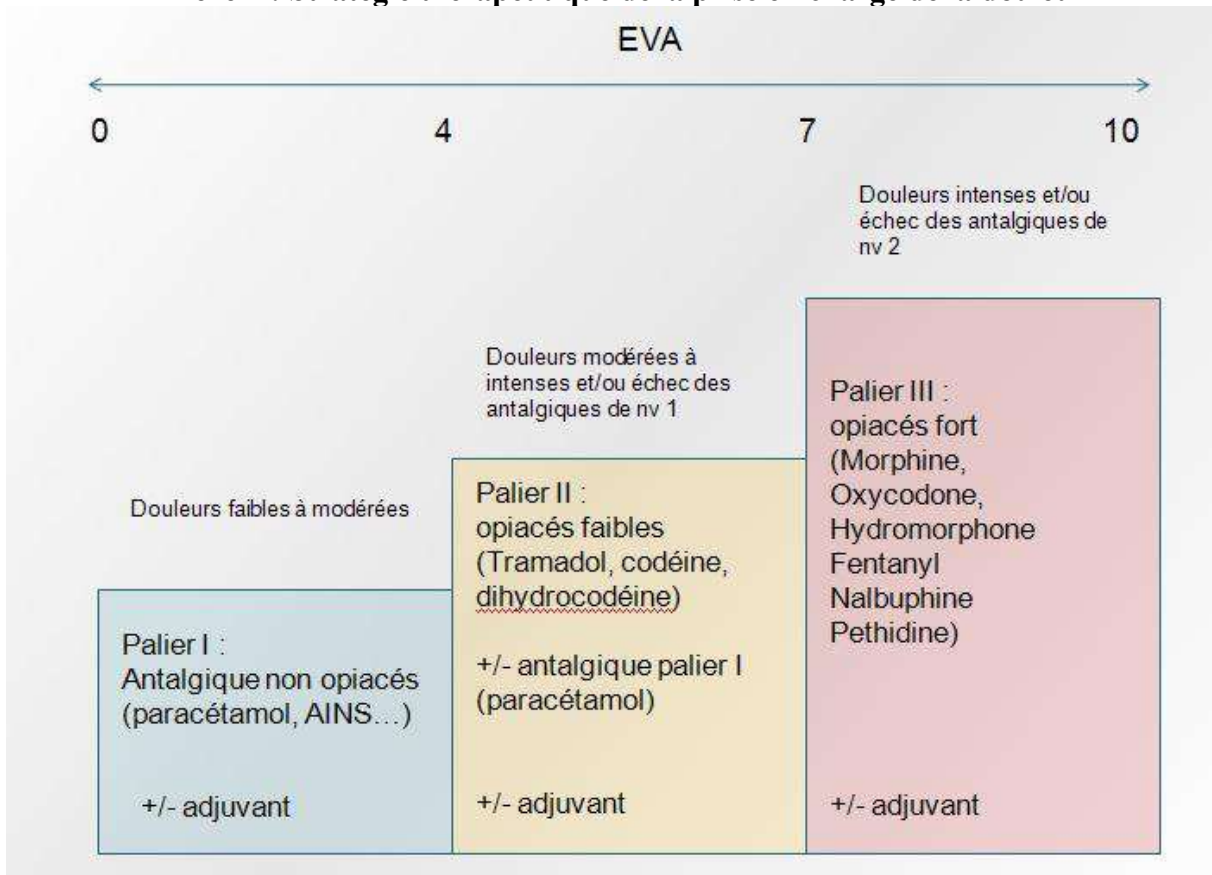 EVA
0 4 7 10
Douleurs intenses et/ou
échec des antalgiques de
nv 2
Douleurs modérées à
intenses et/ou échec des
antalgiques de nv 1
Douleurs faibles à modérées
Palier I :
Antalgique non opiacés
(paracétamol, AINS…)
+/- adjuvant
Palier II :
opiacés faibles
(Tramadol, codéine,
dihydrocodéine)
+/- antalgique palier I
(paracétamol)
+/- adjuvant
Palier III :
opiacés fort
(Morphine,
Oxycodone,
Hydromorphone
Fentanyl
Nalbuphine
Pethidine)
+/- adjuvant